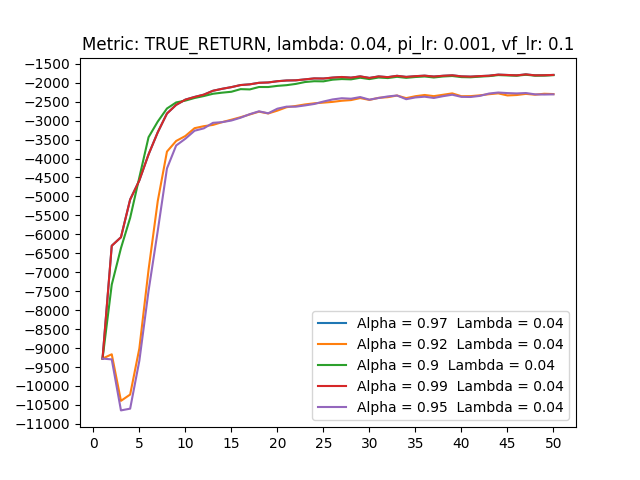 Metric: TRUE_RETURN, lambda: 0.04, pi_lr: 0.001, vf_lr: 0.1
−1500
−2000
−2500
−3000
−3500
−4000
−4500
−5000
−5500
−6000
−6500
−7000
−7500
−8000
−8500
−9000
−9500
−10000
−10500
−11000
Alpha = 0.97  Lambda = 0.04
Alpha = 0.92  Lambda = 0.04
Alpha = 0.9  Lambda = 0.04
Alpha = 0.99  Lambda = 0.04
Alpha = 0.95  Lambda = 0.04
0 5 10 15 20 25 30 35 40 45 50